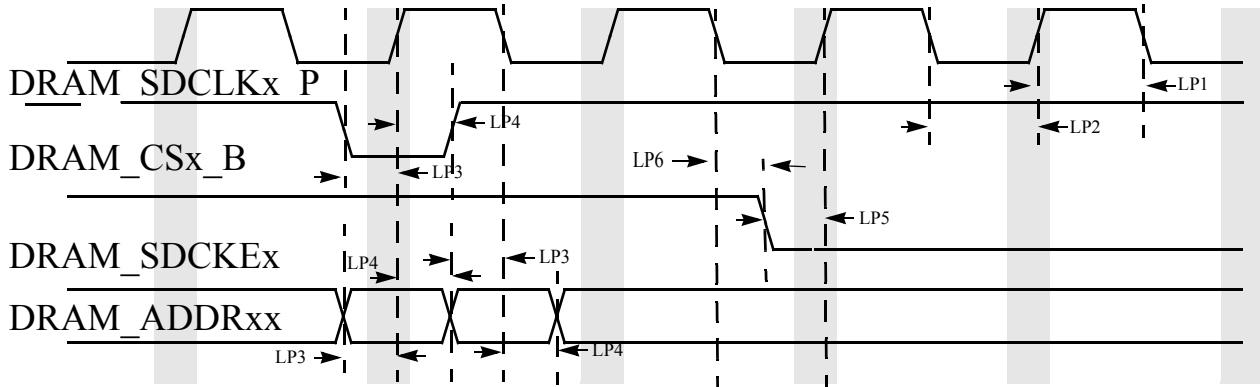 DRAM_SDCLKx_P
LP1
LP4
LP2
DRAM_CSx_B
LP6
LP3
LP5
DRAM_SDCKEx
LP4
LP3
DRAM_ADDRxx
LP3
LP4